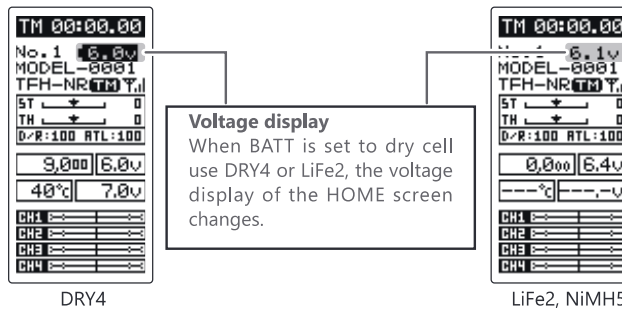 TM 00:00.00
No.1 6.0v
MODEL-0001
TFH-NR TM
ST 0
TH 0
D/R:100 ATL:100
9,000 6.0v
40°C 7.0v
CH1
CH2
CH3
CH4
DRY4
Voltage display
When BATT is set to dry cell
use DRY4 or LiFe2, the voltage
display of the HOME screen
changes.
TM 00:00.00
6.1v
MODEL-0001
TFH-NR TM
ST 0
TH 0
D/R:100 ATL:100
0,000 6.4v
---°C --.-v
CH1
CH2
CH3
CH4
LiFe2, NiMH5